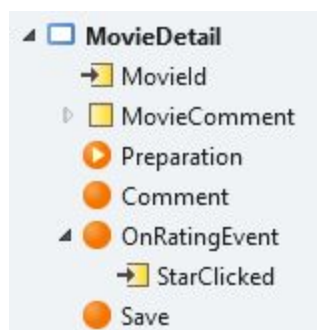 MovieDetail
MovieId
MovieComment
Preparation
Comment
OnRatingEvent
StarClicked
Save